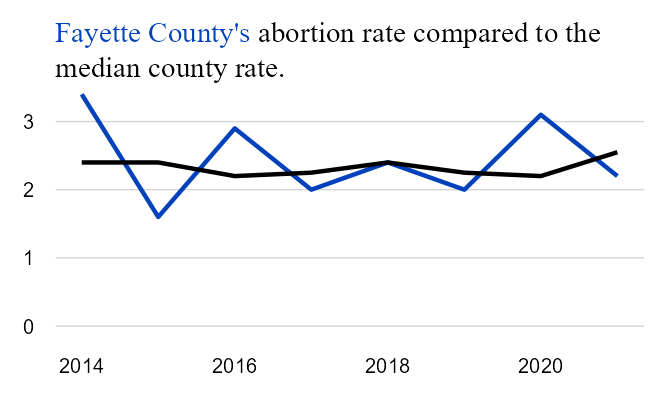 Fayette County's abortion rate compared to the
median county rate.
3
2
1
0
2014 2016 2018 2020